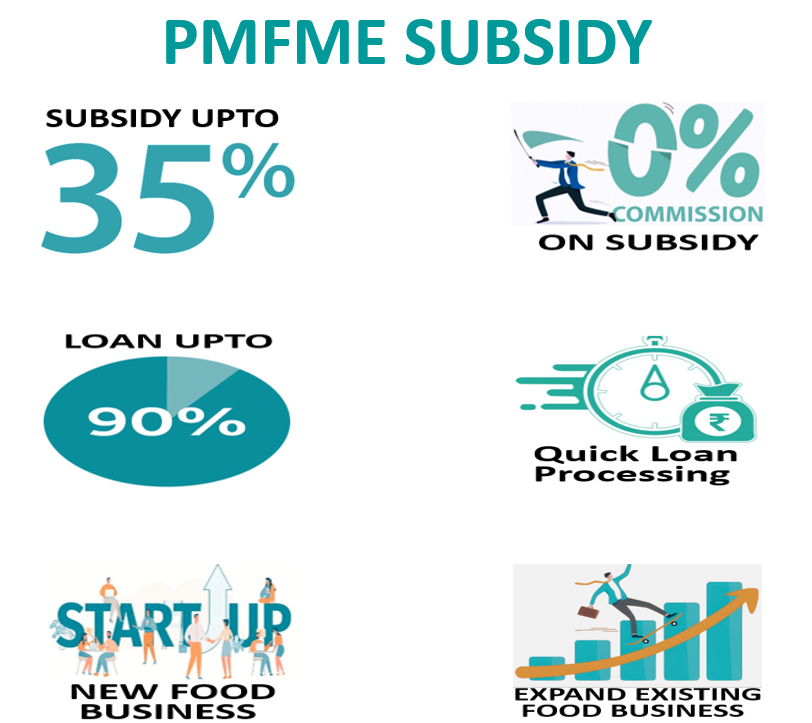 PMFME SUBSIDY
SUBSIDY UPTO
35%
0%
COMMISSION
ON SUBSIDY
LOAN UPTO
90%
₹
Quick Loan
Processing
START UP
NEW FOOD
BUSINESS
EXPAND EXISTING
FOOD BUSINESS